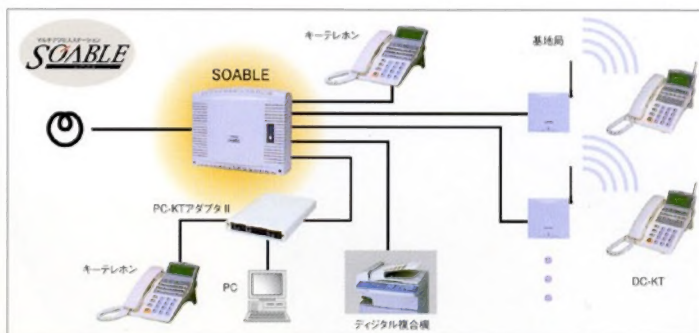 マルチアクセスステーション
SOABLE
SOABLE
キーテレホン
基地局
PC-KTアダプタ II
キーテレホン
PC
ディジタル複合機
DC-KT